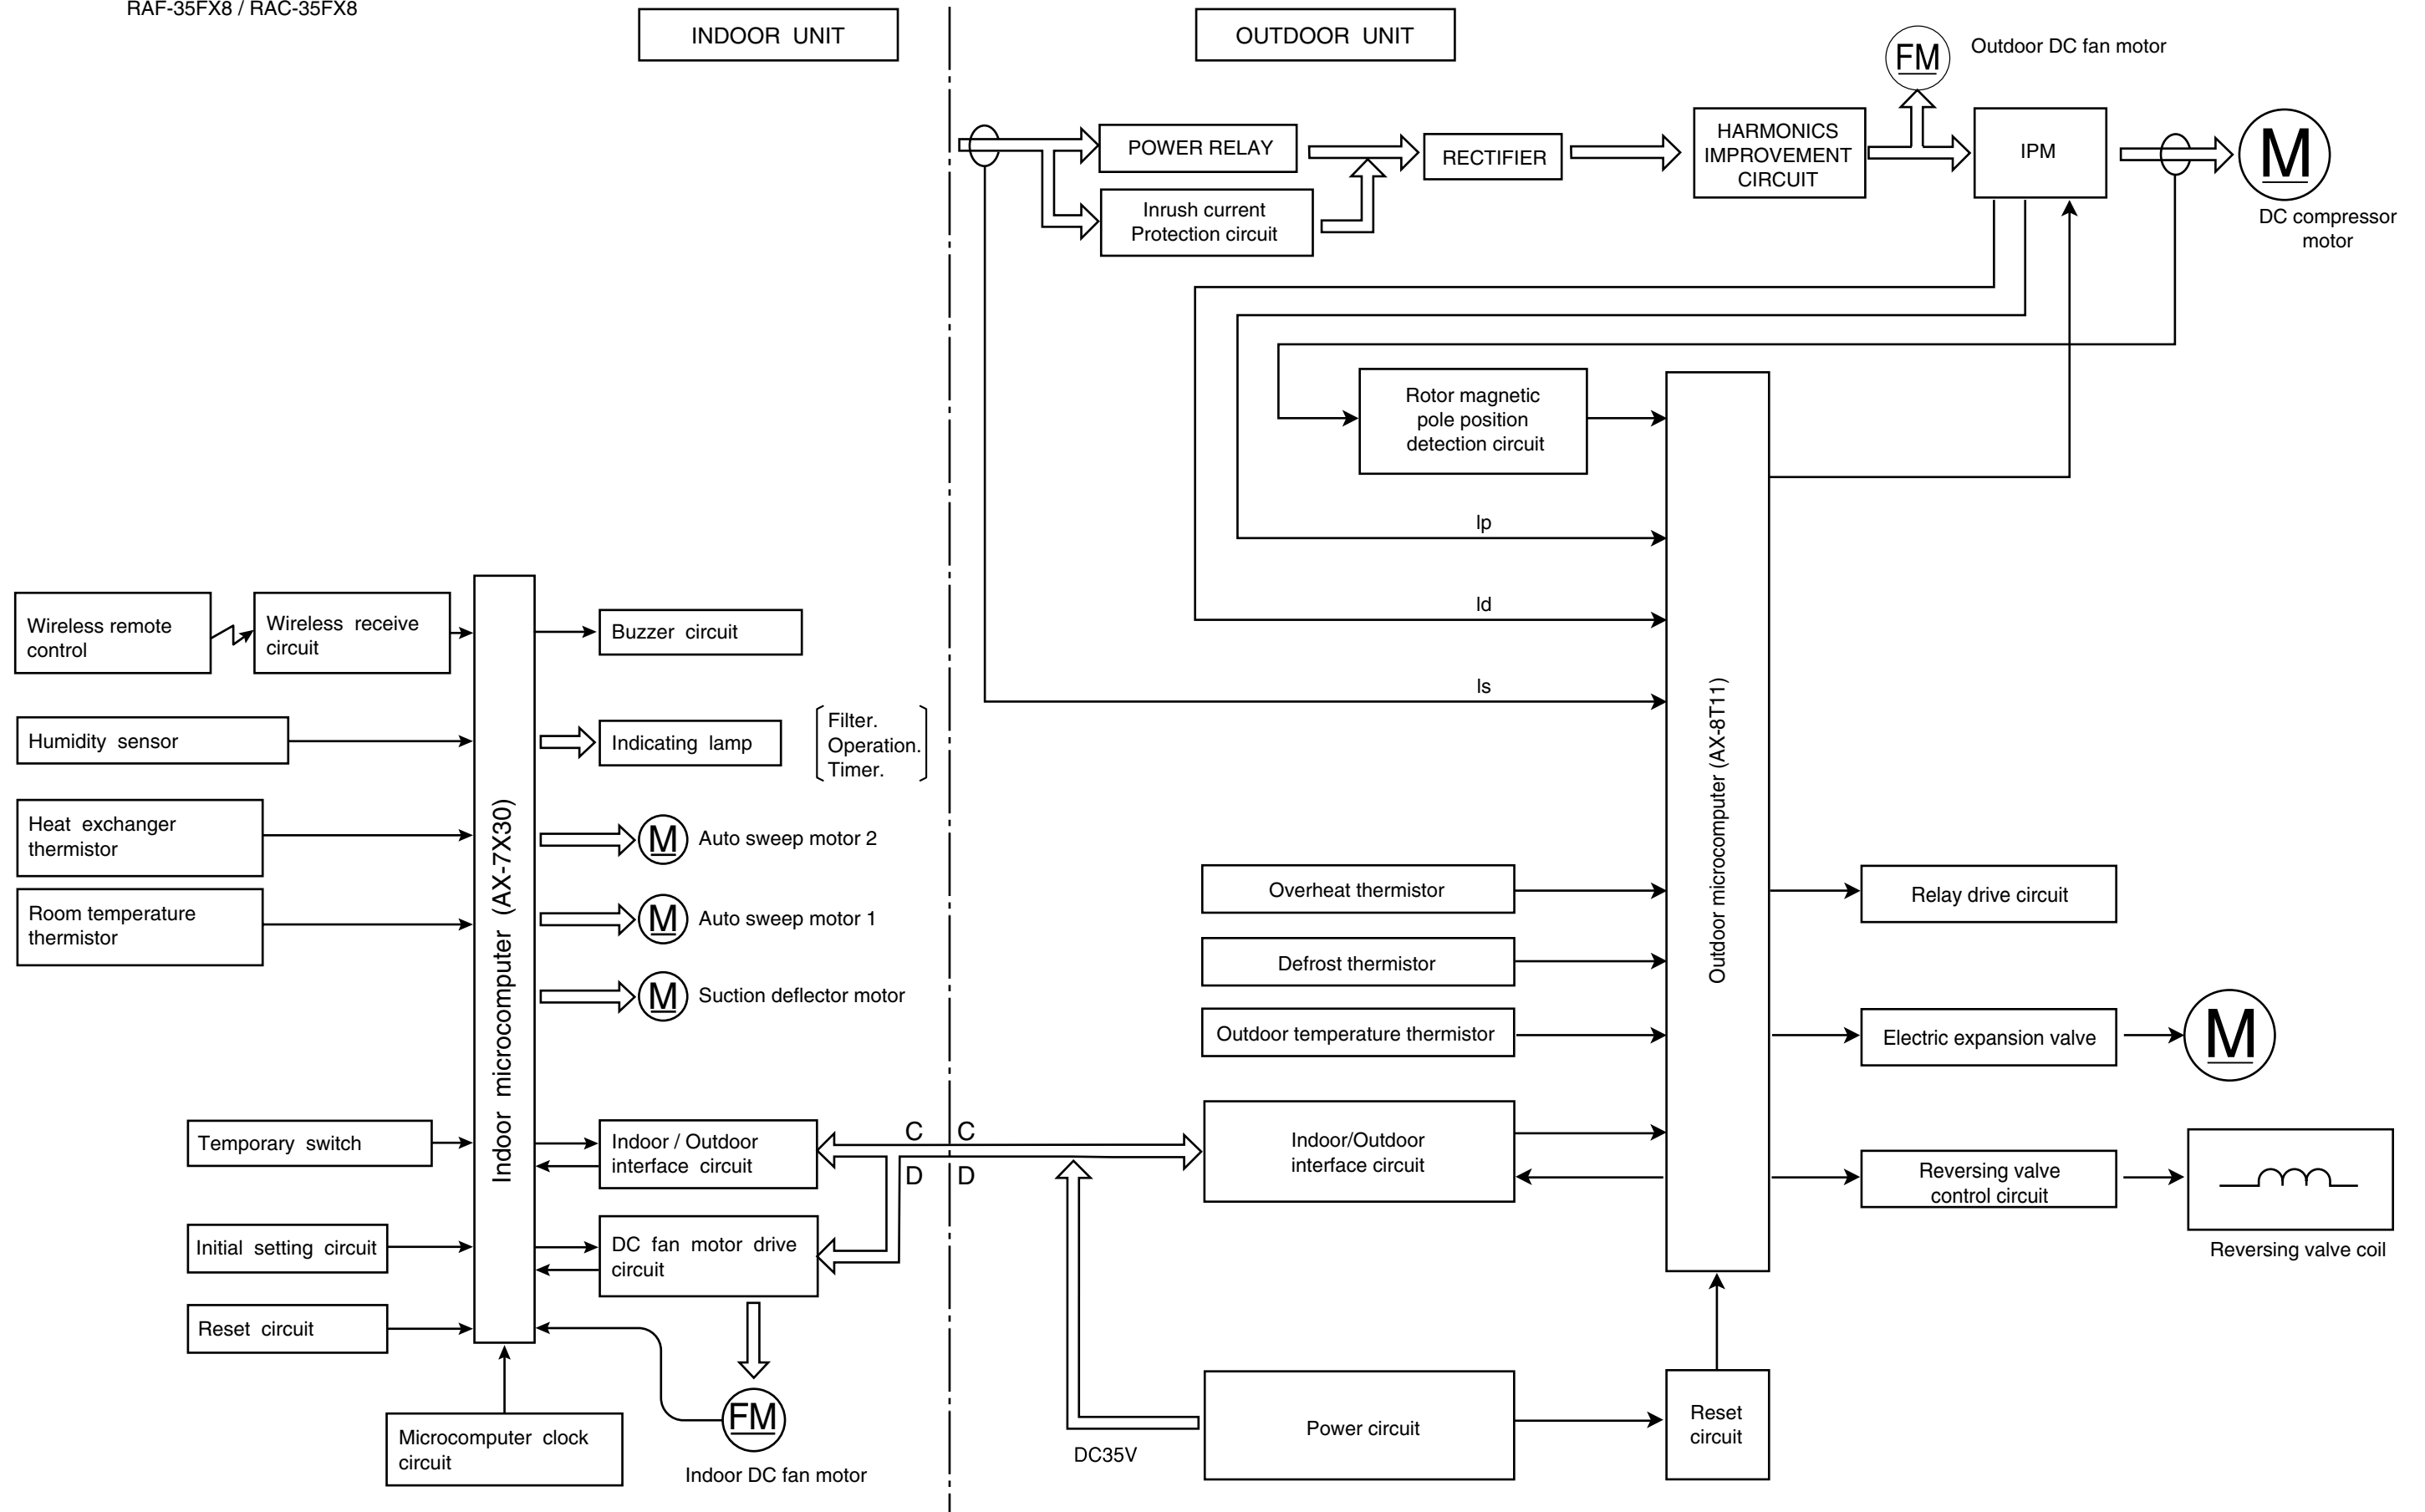 RAF-35FX8 / RAC-35FX8
INDOOR UNIT
OUTDOOR UNIT
FM
Outdoor DC fan motor
POWER RELAY
RECTIFIER
HARMONICS
IMPROVEMENT
CIRCUIT
IPM
M
DC compressor
motor
Inrush current
Protection circuit
Rotor magnetic
pole position
detection circuit
Ip
Id
Is
Outdoor microcomputer (AX-8T11)
Wireless remote
control
Wireless receive
circuit
Buzzer circuit
Humidity sensor
Indicating lamp
Filter.
Operation.
Timer.
Heat exchanger
thermistor
Room temperature
thermistor
Indoor microcomputer (AX-7X30)
M
Auto sweep motor 2
M
Auto sweep motor 1
M
Suction deflector motor
Overheat thermistor
Defrost thermistor
Outdoor temperature thermistor
Relay drive circuit
Electric expansion valve
M
Temporary switch
Indoor / Outdoor
interface circuit
C
C
D
D
Indoor/Outdoor
interface circuit
Reversing valve
control circuit
Reversing valve coil
Initial setting circuit
DC fan motor drive
circuit
Reset circuit
Microcomputer clock
circuit
FM
Indoor DC fan motor
DC35V
Power circuit
Reset
circuit